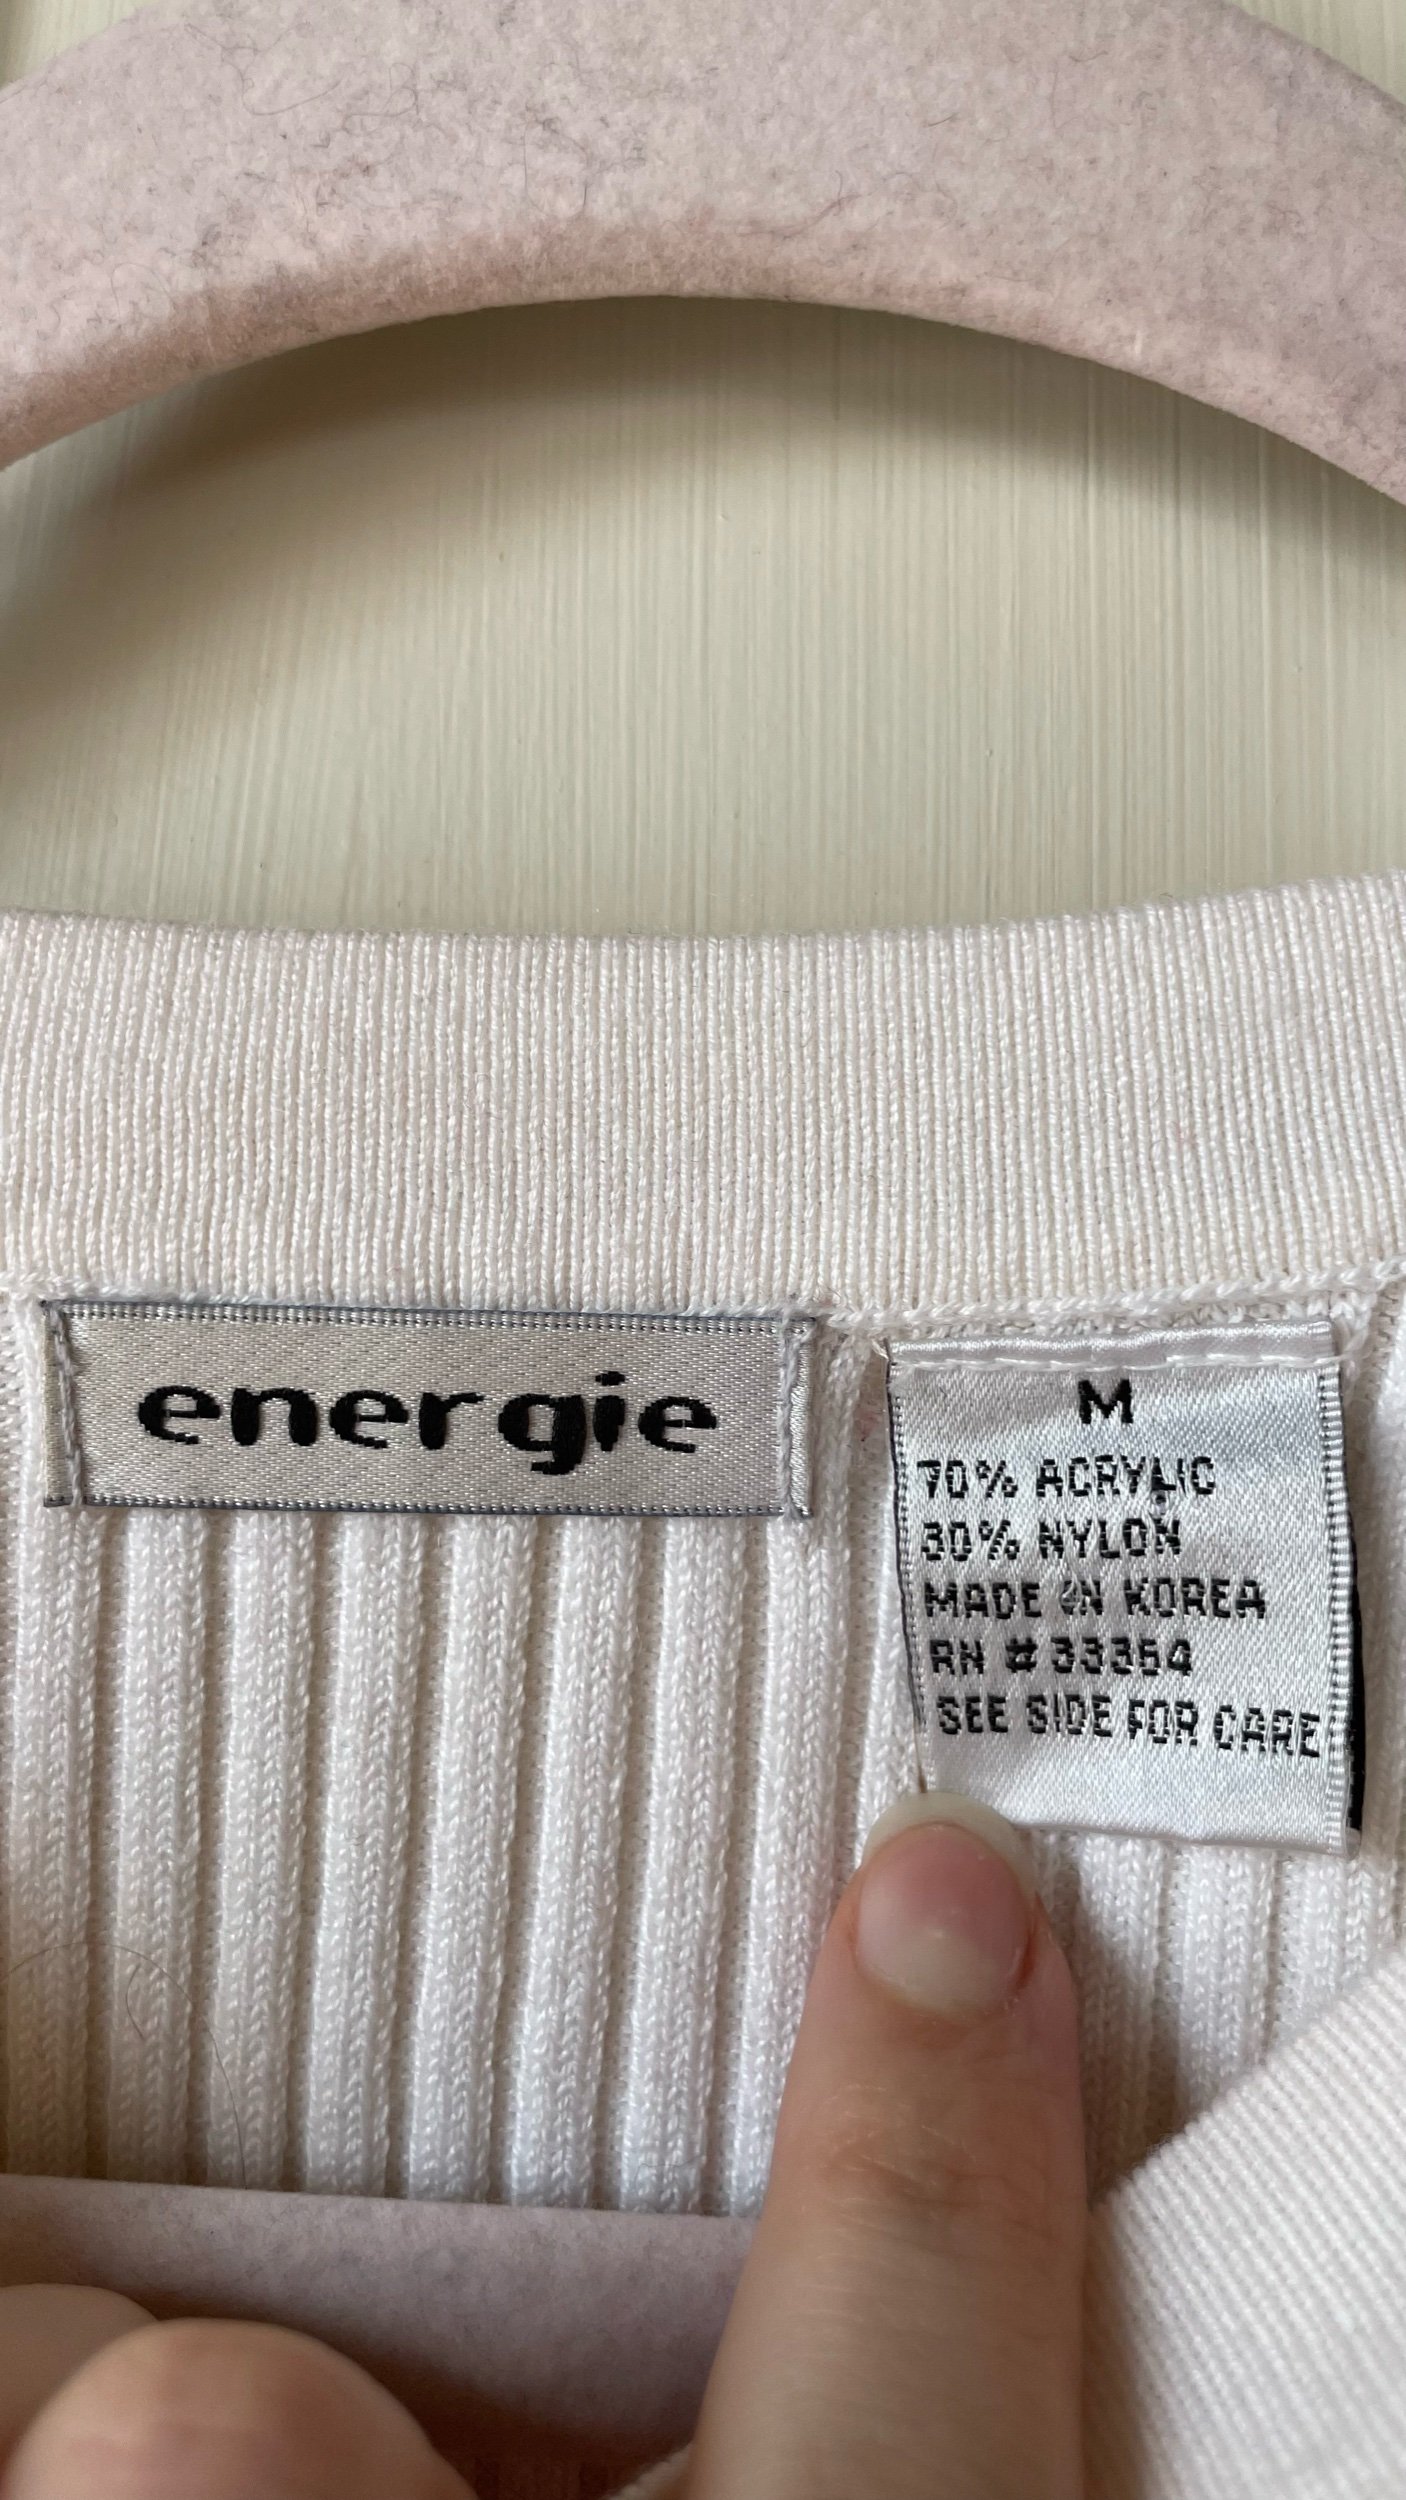 energie
M
70% ACRYLIC
30% NYLON
MADE IN KOREA
RN #33354
SEE SIDE FOR CARE